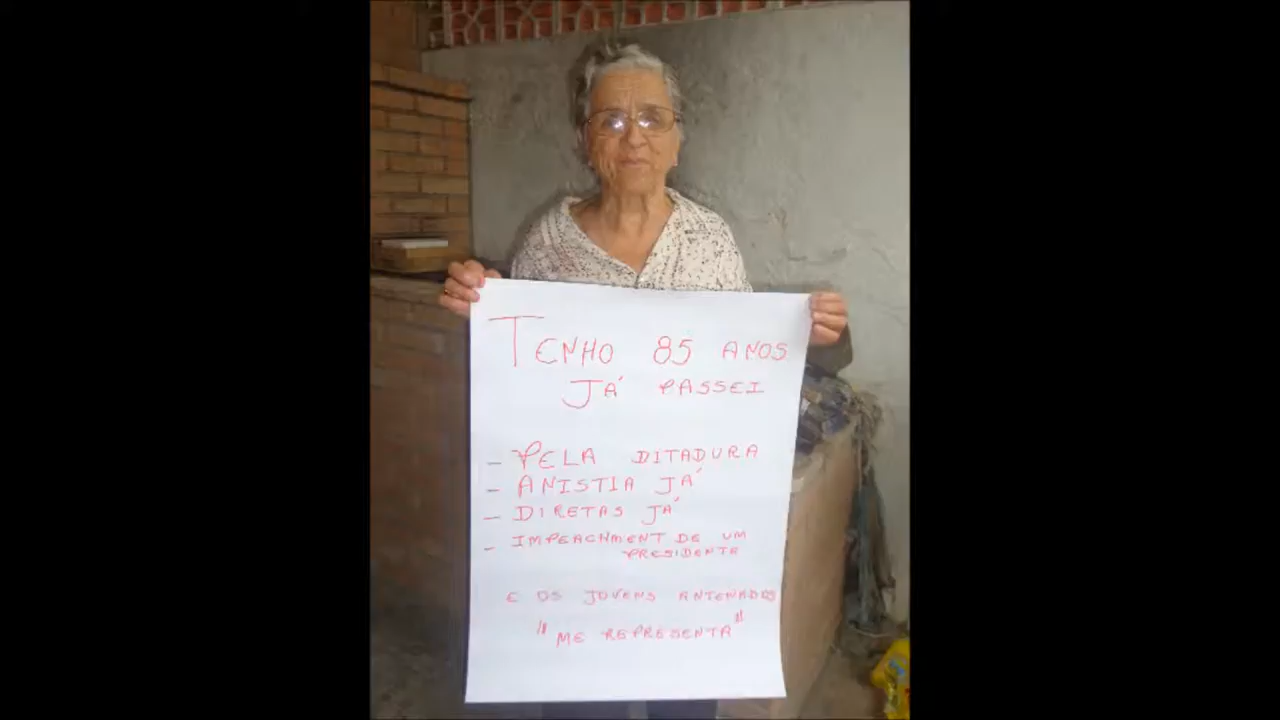 TENHO 85 ANOS
JÁ PASSEI
- PELA DITADURA
- ANISTIA JÁ
- DIRETAS JÁ
- IMPEACHMENT DE UM
PRESIDENTA
E OS JOVENS ANTENADOS
"ME REPRESENTA"